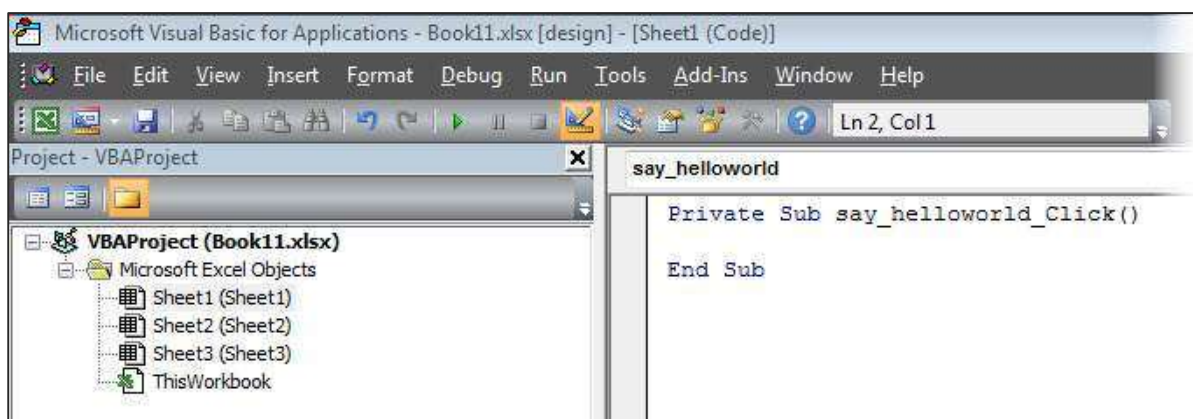 Microsoft Visual Basic for Applications - Book11.xlsx [design] - [Sheet1 (Code)]
File Edit View Insert Format Debug Run Tools Add-Ins Window Help
Ln 2, Col 1
Project - VBAProject
say_helloworld
VBAProject (Book11.xlsx)
Microsoft Excel Objects
Sheet1 (Sheet1)
Sheet2 (Sheet2)
Sheet3 (Sheet3)
ThisWorkbook
Private Sub say_helloworld_Click()
End Sub